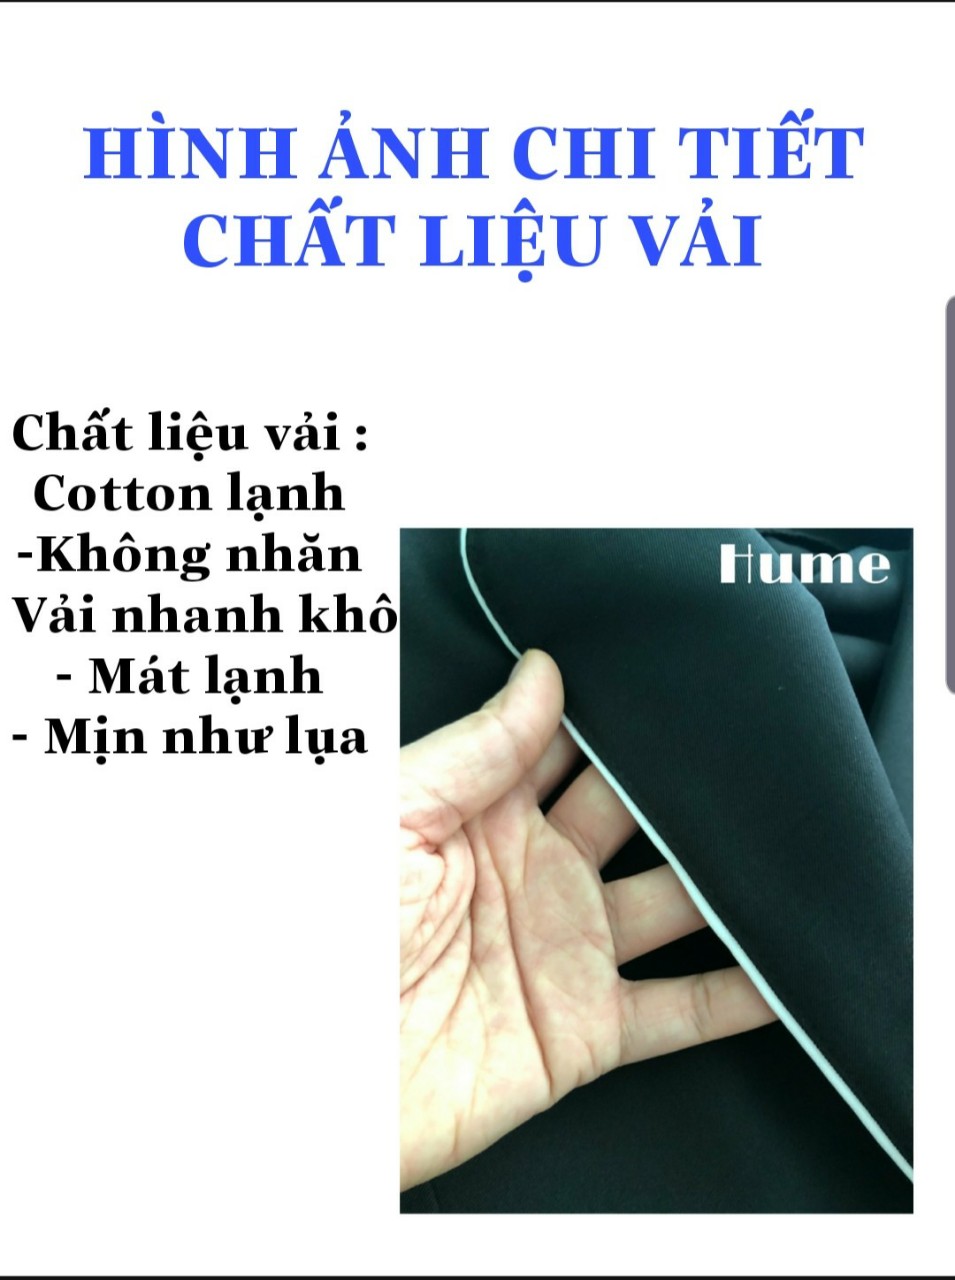 HÌNH ẢNH CHI TIẾT
CHẤT LIỆU VẢI
Chất liệu vải :
Cotton lạnh
-Không nhăn
Vải nhanh khô
- Mát lạnh
- Mịn như lụa
Hume